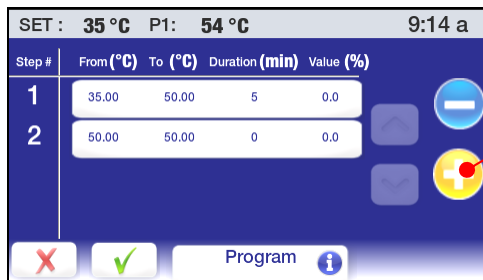 SET : 35 °C P1: 54 °C 9:14 a
Step # From (°C) To (°C) Duration (min) Value (%)
1 35.00 50.00 5 0.0
2 50.00 50.00 0 0.0
Program i